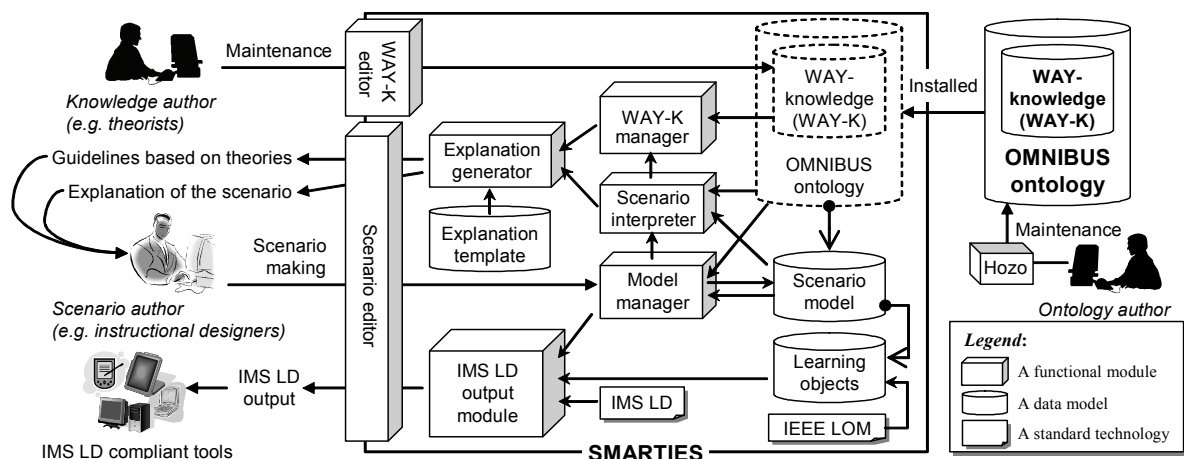 Maintenance
WAY-K
editor
Knowledge author
(e.g. theorists)
WAY-
knowledge
(WAY-K)
OMNIBUS
ontology
Installed
WAY-
knowledge
(WAY-K)
OMNIBUS
ontology
WAY-K
manager
Explanation
generator
Guidelines based on theories
Explanation of the scenario
Scenario
interpreter
Explanation
template
Scenario
making
Scenario editor
Model
manager
Scenario
model
Maintenance
Hozo
Ontology author
Scenario author
(e.g. instructional designers)
IMS LD
output
IMS LD compliant tools
IMS LD
output
module
IMS LD
Learning
objects
IEEE LOM
SMARTIES
Legend:
A functional module
A data model
A standard technology